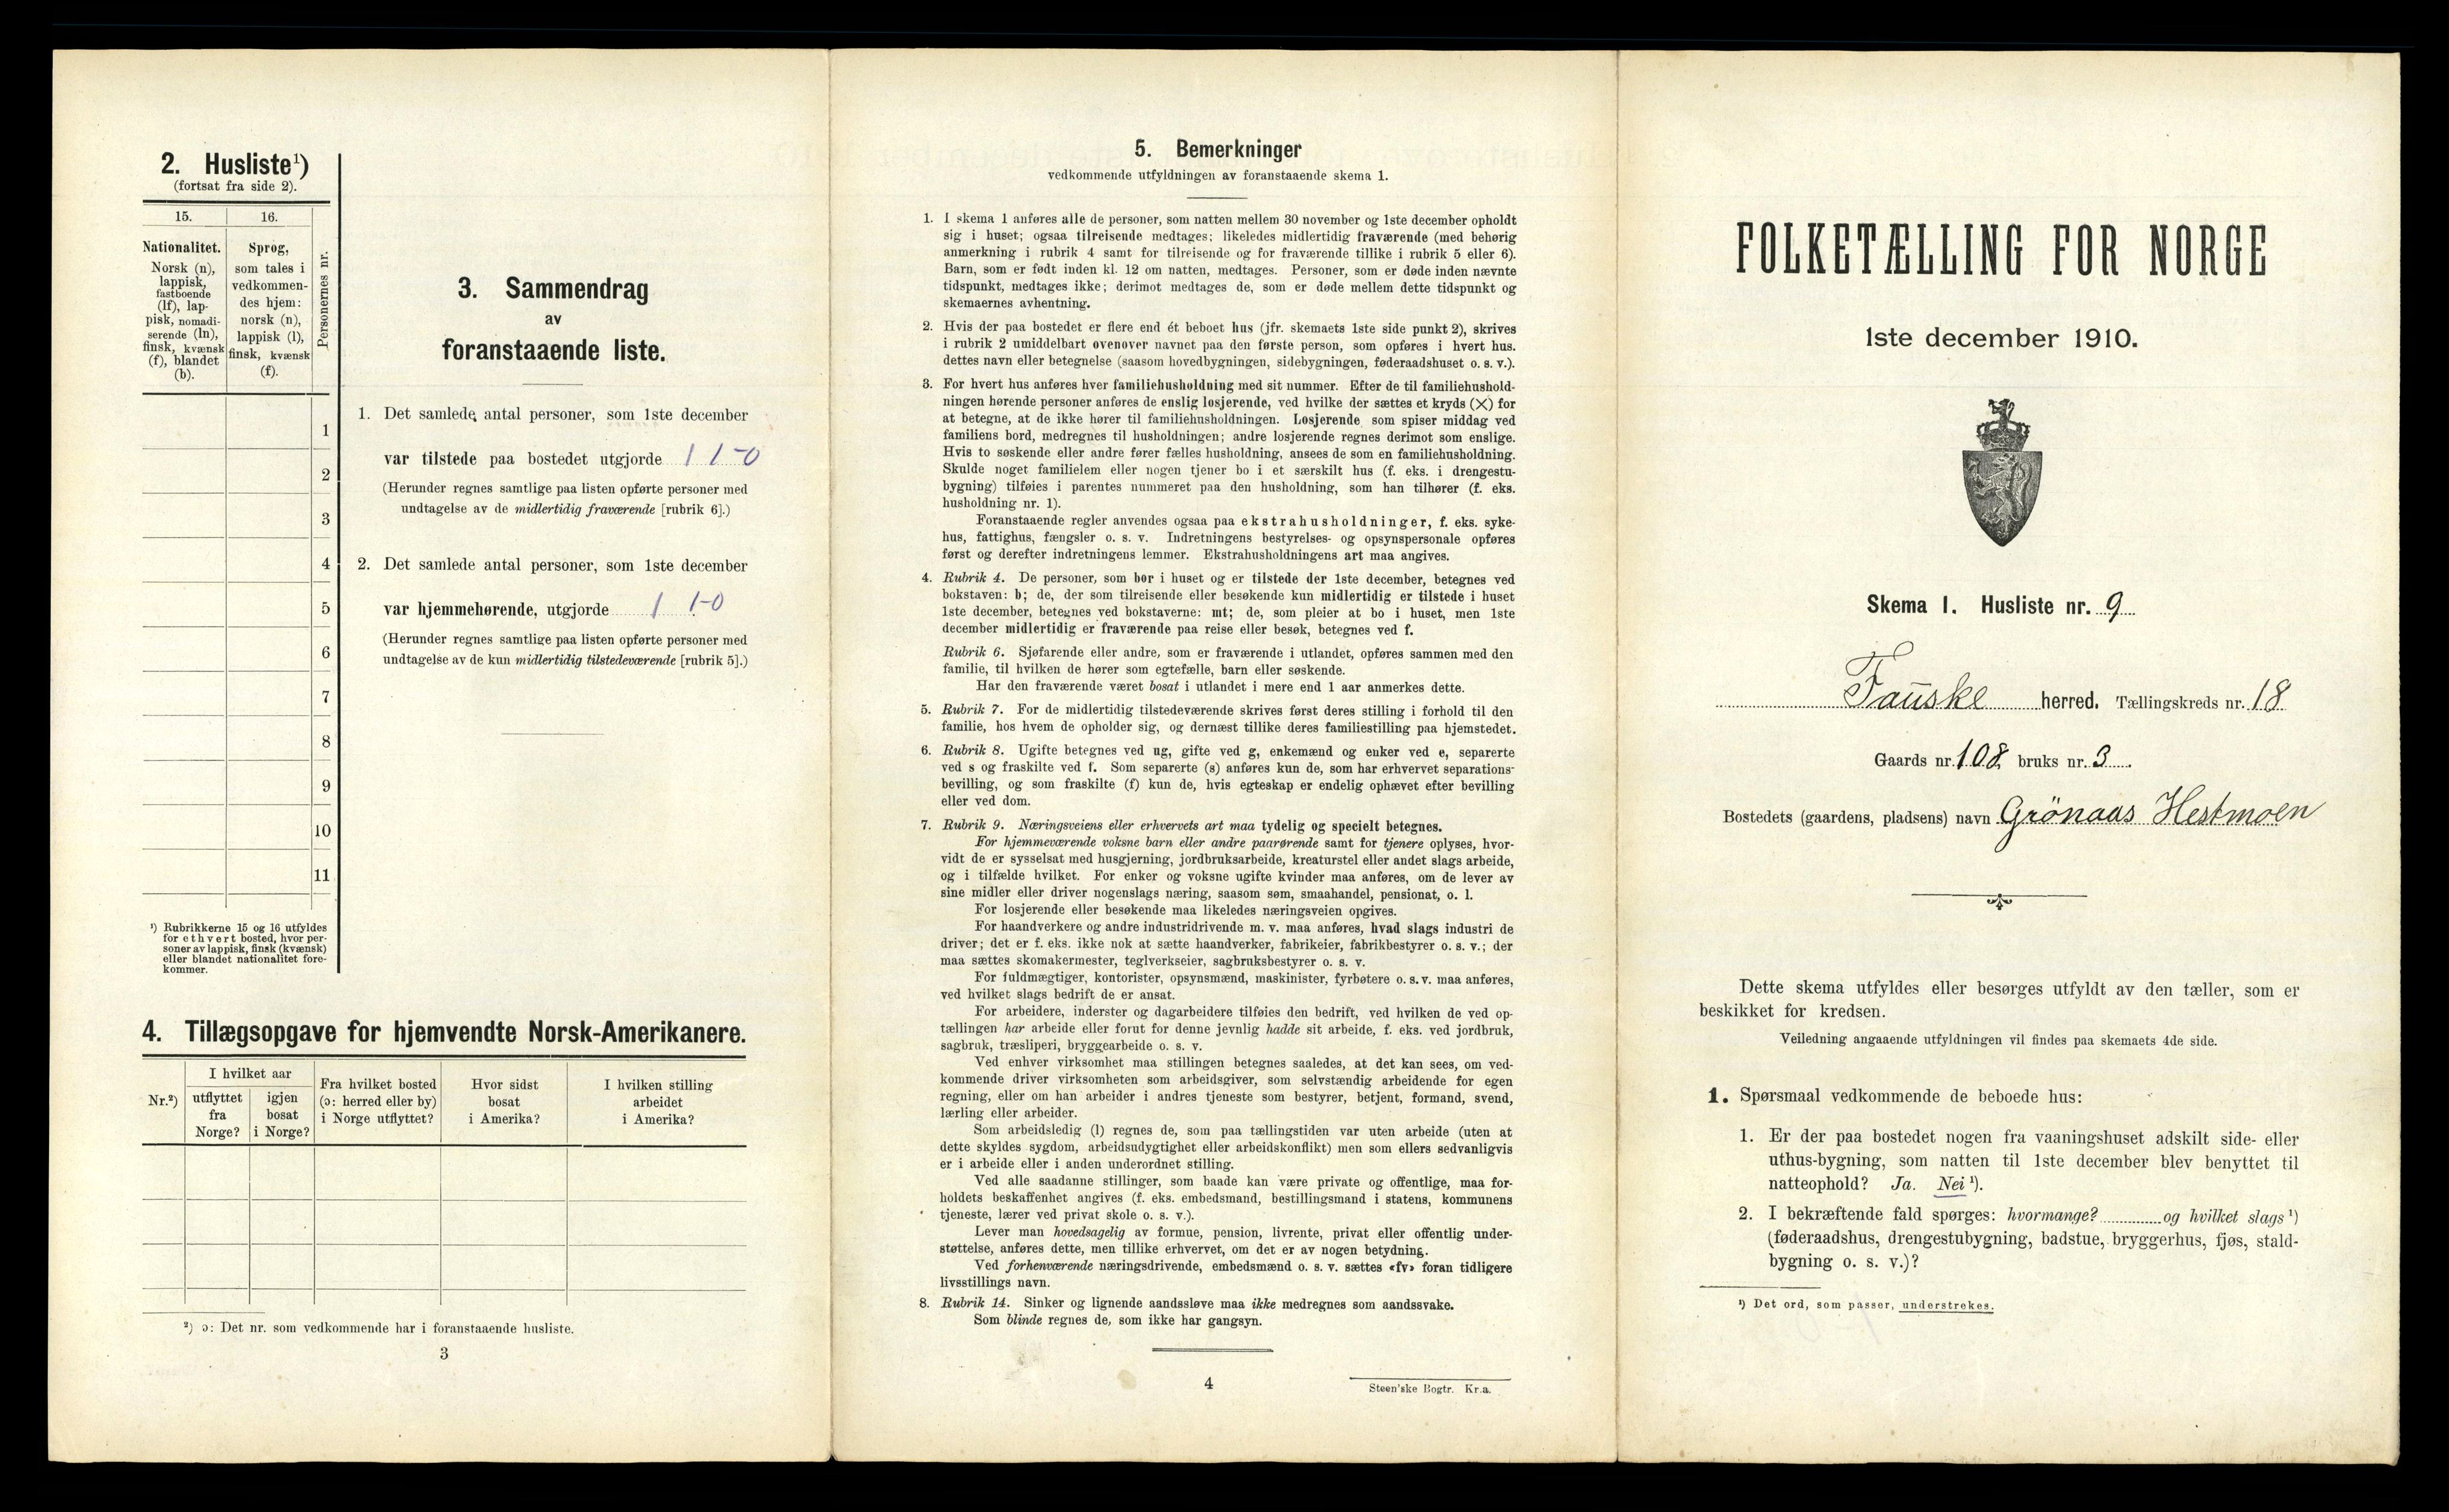 2. Husliste¹)
(fortsat fra side 2).
15.
16.
Personernes nr.
Nationalitet.
Norsk (n),
lappisk,
fastboende
(lf), lap-
pisk, nomadi-
serende (ln),
finsk, kvænsk
(f), blandet
(b).
Sprog,
som tales i
vedkommen-
des hjem:
norsk (n),
lappisk (l),
finsk, kvænsk
(f).
1
2
3
4
5
6
7
8
9
10
11
¹) Rubrikkerne 15 og 16 utfyldes
for ethvert bosted, hvor per-
soner av lappisk, finsk (kvænsk)
eller blandet nationalitet fore-
kommer.
3. Sammendrag
av
foranstaaende liste.
1. Det samlede antal personer, som 1ste december
var tilstede paa bostedet utgjorde 1 1-0
(Herunder regnes samtlige paa listen opførte personer med
undtagelse av de midlertidig fraværende [rubrik 6].)
2. Det samlede antal personer, som 1ste december
var hjemmehørende, utgjorde 1 1-0
(Herunder regnes samtlige paa listen opførte personer med
undtagelse av de kun midlertidig tilstedeværende [rubrik 5].)
4. Tillægsopgave for hjemvendte Norsk-Amerikanere.
Nr.²)
I hvilket aar
utflyttet
fra
Norge?
igjen
bosat
i Norge?
Fra hvilket bosted
(ɔ: herred eller by)
i Norge utflyttet?
Hvor sidst
bosat
i Amerika?
I hvilken stilling
arbeidet
i Amerika?
²) ɔ: Det nr. som vedkommende har i foranstaaende husliste.
3
5. Bemerkninger
vedkommende utfyldningen av foranstaaende skema 1.
1. I skema 1 anføres alle de personer, som natten mellem 30 november og 1ste december opholdt
sig i huset; ogsaa tilreisende medtages; likeledes midlertidig fraværende (med behørig
anmerkning i rubrik 4 samt for tilreisende og for fraværende tillike i rubrik 5 eller 6).
Barn, som er født inden kl. 12 om natten, medtages. Personer, som er døde inden nævnte
tidspunkt, medtages ikke; derimot medtages de, som er døde mellem dette tidspunkt og
skemaernes avhentning.
2. Hvis der paa bostedet er flere end ét beboet hus (jfr. skemaets 1ste side punkt 2), skrives
i rubrik 2 umiddelbart ovenover navnet paa den første person, som opføres i hvert hus.
dettes navn eller betegnelse (saasom hovedbygningen, sidebygningen, føderaadshuset o. s. v.).
3. For hvert hus anføres hver familiehusholdning med sit nummer. Efter de til familiehushold-
ningen hørende personer anføres de enslig losjerende, ved hvilke der sættes et kryds (×) for
at betegne, at de ikke hører til familiehusholdningen. Losjerende som spiser middag ved
familiens bord, medregnes til husholdningen; andre losjerende regnes derimot som enslige.
Hvis to søskende eller andre fører fælles husholdning, ansees de som en familiehusholdning.
Skulde noget familielem eller nogen tjener bo i et særskilt hus (f. eks. i drengestu-
bygning) tilføies i parentes nummeret paa den husholdning, som han tilhører (f. eks.
husholdning nr. 1).
Foranstaaende regler anvendes ogsaa paa ekstrahusholdninger, f. eks. syke-
hus, fattighus, fængsler o. s. v. Indretningens bestyrelses- og opsynspersonale opføres
først og derefter indretningens lemmer. Ekstrahusholdningens art maa angives.
4. Rubrik 4. De personer, som bor i huset og er tilstede der 1ste december, betegnes ved
bokstaven: b; de, der som tilreisende eller besøkende kun midlertidig er tilstede i huset
1ste december, betegnes ved bokstaverne: mt; de, som pleier at bo i huset, men 1ste
december midlertidig er fraværende paa reise eller besøk, betegnes ved f.
Rubrik 6. Sjøfarende eller andre, som er fraværende i utlandet, opføres sammen med den
familie, til hvilken de hører som egtefælle, barn eller søskende.
Har den fraværende været bosat i utlandet i mere end 1 aar anmerkes dette.
5. Rubrik 7. For de midlertidig tilstedeværende skrives først deres stilling i forhold til den
familie, hos hvem de opholder sig, og dernæst tillike deres familiestilling paa hjemstedet.
6. Rubrik 8. Ugifte betegnes ved ug, gifte ved g, enkemænd og enker ved e, separerte
ved s og fraskilte ved f. Som separerte (s) anføres kun de, som har erhvervet separations-
bevilling, og som fraskilte (f) kun de, hvis egteskap er endelig ophævet efter bevilling
eller ved dom.
7. Rubrik 9. Næringsveiens eller erhvervets art maa tydelig og specielt betegnes.
For hjemmeværende voksne barn eller andre paarørende samt for tjenere oplyses, hvor-
vidt de er sysselsat med husgjerning, jordbruksarbeide, kreaturstel eller andet slags arbeide,
og i tilfælde hvilket. For enker og voksne ugifte kvinder maa anføres, om de lever av
sine midler eller driver nogenslags næring, saasom søm, smaahandel, pensionat, o. l.
For losjerende eller besøkende maa likeledes næringsveien opgives.
For haandverkere og andre industridrivende m. v. maa anføres, hvad slags industri de
driver; det er f. eks. ikke nok at sætte haandverker, fabrikeier, fabrikbestyrer o. s. v.; der
maa sættes skomakermester, teglverkseier, sagbruksbestyrer o. s. v.
For fuldmægtiger, kontorister, opsynsmænd, maskinister, fyrbøtere o. s. v. maa anføres,
ved hvilket slags bedrift de er ansat.
For arbeidere, inderster og dagarbeidere tilføies den bedrift, ved hvilken de ved op-
tællingen har arbeide eller forut for denne jevnlig hadde sit arbeide, f. eks. ved jordbruk,
sagbruk, træsliperi, bryggearbeide o. s. v.
Ved enhver virksomhet maa stillingen betegnes saaledes, at det kan sees, om ved-
kommende driver virksomheten som arbeidsgiver, som selvstændig arbeidende for egen
regning, eller om han arbeider i andres tjeneste som bestyrer, betjent, formand, svend,
lærling eller arbeider.
Som arbeidsledig (l) regnes de, som paa tællingstiden var uten arbeide (uten at
dette skyldes sygdom, arbeidsudygtighet eller arbeidskonflikt) men som ellers sedvanligvis
er i arbeide eller i anden underordnet stilling.
Ved alle saadanne stillinger, som baade kan være private og offentlige, maa for-
holdets beskaffenhet angives (f. eks. embedsmand, bestillingsmand i statens, kommunens
tjeneste, lærer ved privat skole o. s. v.).
Lever man hovedsagelig av formue, pension, livrente, privat eller offentlig under-
støttelse, anføres dette, men tillike erhvervet, om det er av nogen betydning.
Ved forhenværende næringsdrivende, embedsmænd o. s. v. sættes «fv» foran tidligere
livsstillings navn.
8. Rubrik 14. Sinker og lignende aandssløve maa ikke medregnes som aandssvake.
Som blinde regnes de, som ikke har gangsyn.
4
Steen'ske Bogtr. Kr.a.
FOLKETÆLLING FOR NORGE
1ste december 1910.
Skema 1. Husliste nr. 9
Fauske herred. Tællingskreds nr. 18
Gaards nr. 108 bruks nr. 3
Bostedets (gaardens, pladsens) navn Grönaas Hestmoen
Dette skema utfyldes eller besørges utfyldt av den tæller, som er
beskikket for kredsen.
Veiledning angaaende utfyldningen vil findes paa skemaets 4de side.
1. Spørsmaal vedkommende de beboede hus:
1. Er der paa bostedet nogen fra vaaningshuset adskilt side- eller
uthus-bygning, som natten til 1ste december blev benyttet til
natteophold? Ja. Nei ¹).
2. I bekræftende fald spørges: hvormange? og hvilket slags ¹)
(føderaadshus, drengestubygning, badstue, bryggerhus, fjøs, stald-
bygning o. s. v.)?
¹) Det ord, som passer, understrekes.